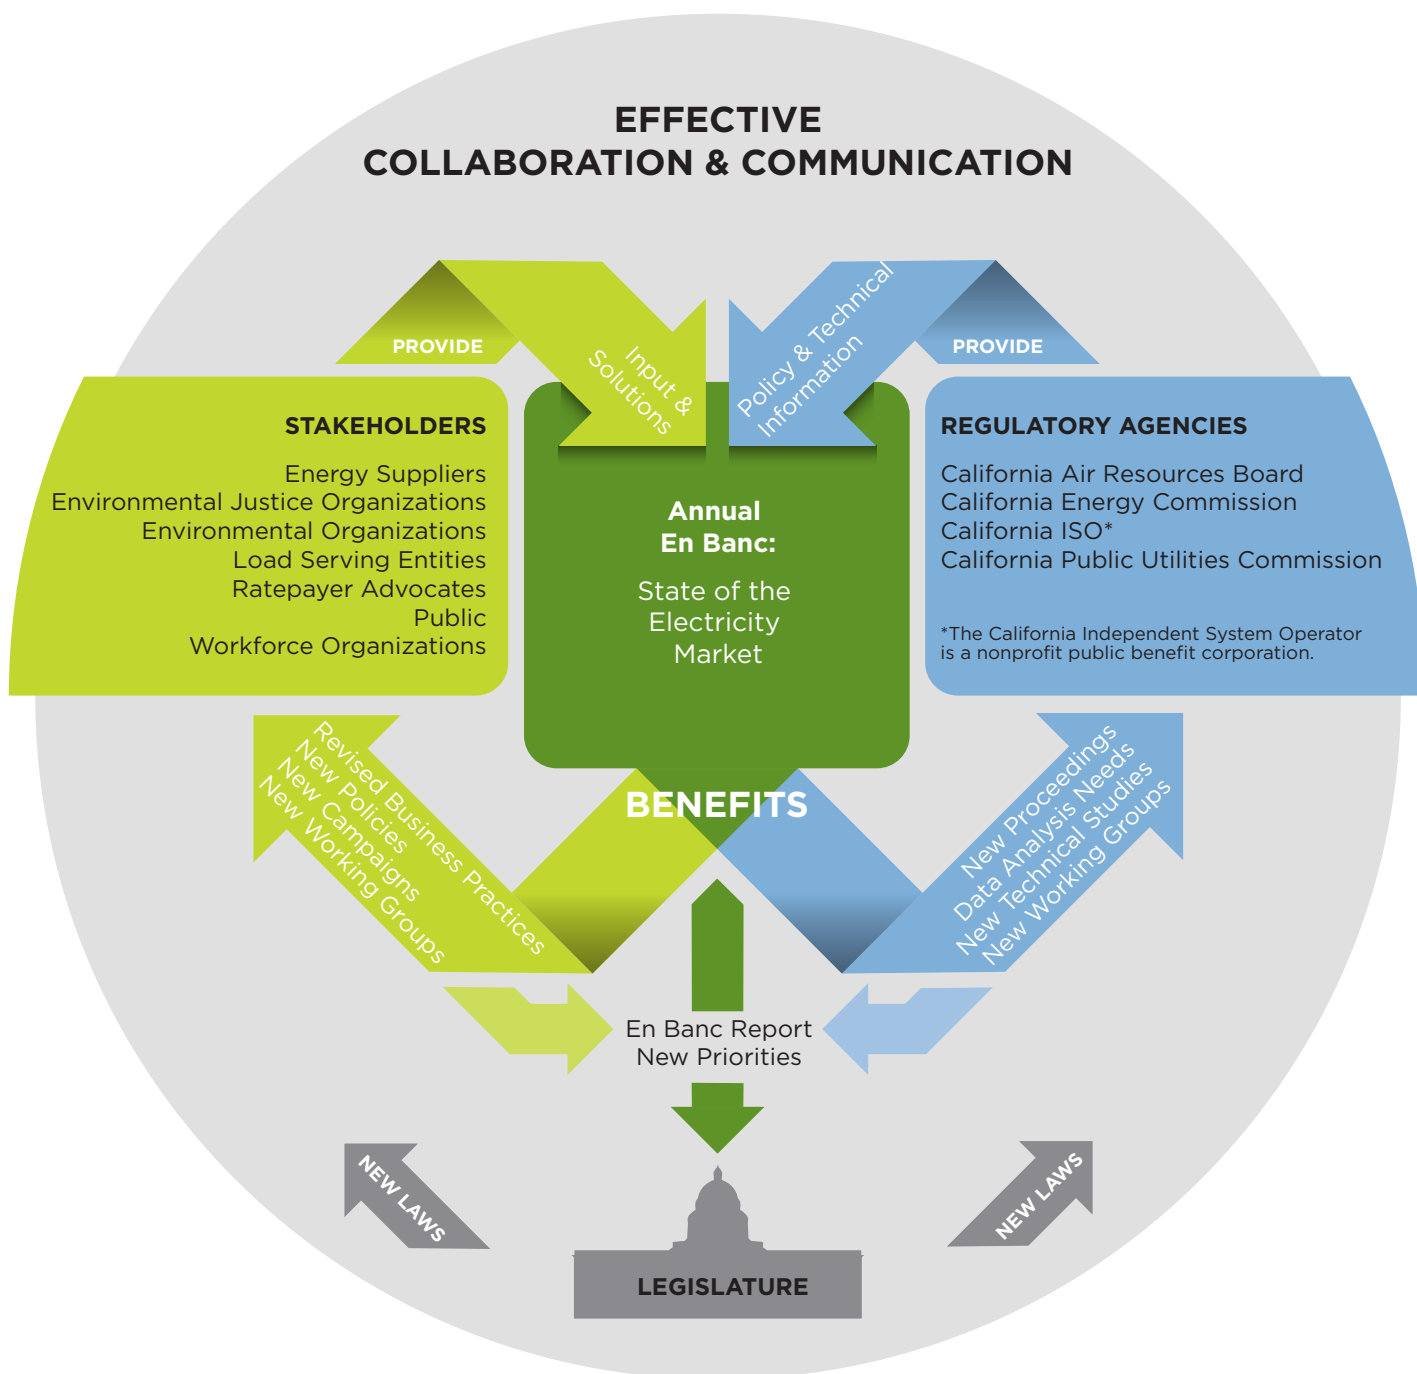 EFFECTIVE
COLLABORATION & COMMUNICATION
PROVIDE
Input &
Solutions
Policy & Technical
Information
PROVIDE
STAKEHOLDERS
Energy Suppliers
Environmental Justice Organizations
Environmental Organizations
Load Serving Entities
Ratepayer Advocates
Public
Workforce Organizations
Annual
En Banc:
State of the
Electricity
Market
REGULATORY AGENCIES
California Air Resources Board
California Energy Commission
California ISO*
California Public Utilities Commission
*The California Independent System Operator
is a nonprofit public benefit corporation.
BENEFITS
Revised Business Practices
New Policies
New Campaigns
New Working Groups
New Proceedings
Data Analysis Needs
New Technical Studies
New Working Groups
En Banc Report
New Priorities
NEW LAWS
NEW LAWS
LEGISLATURE